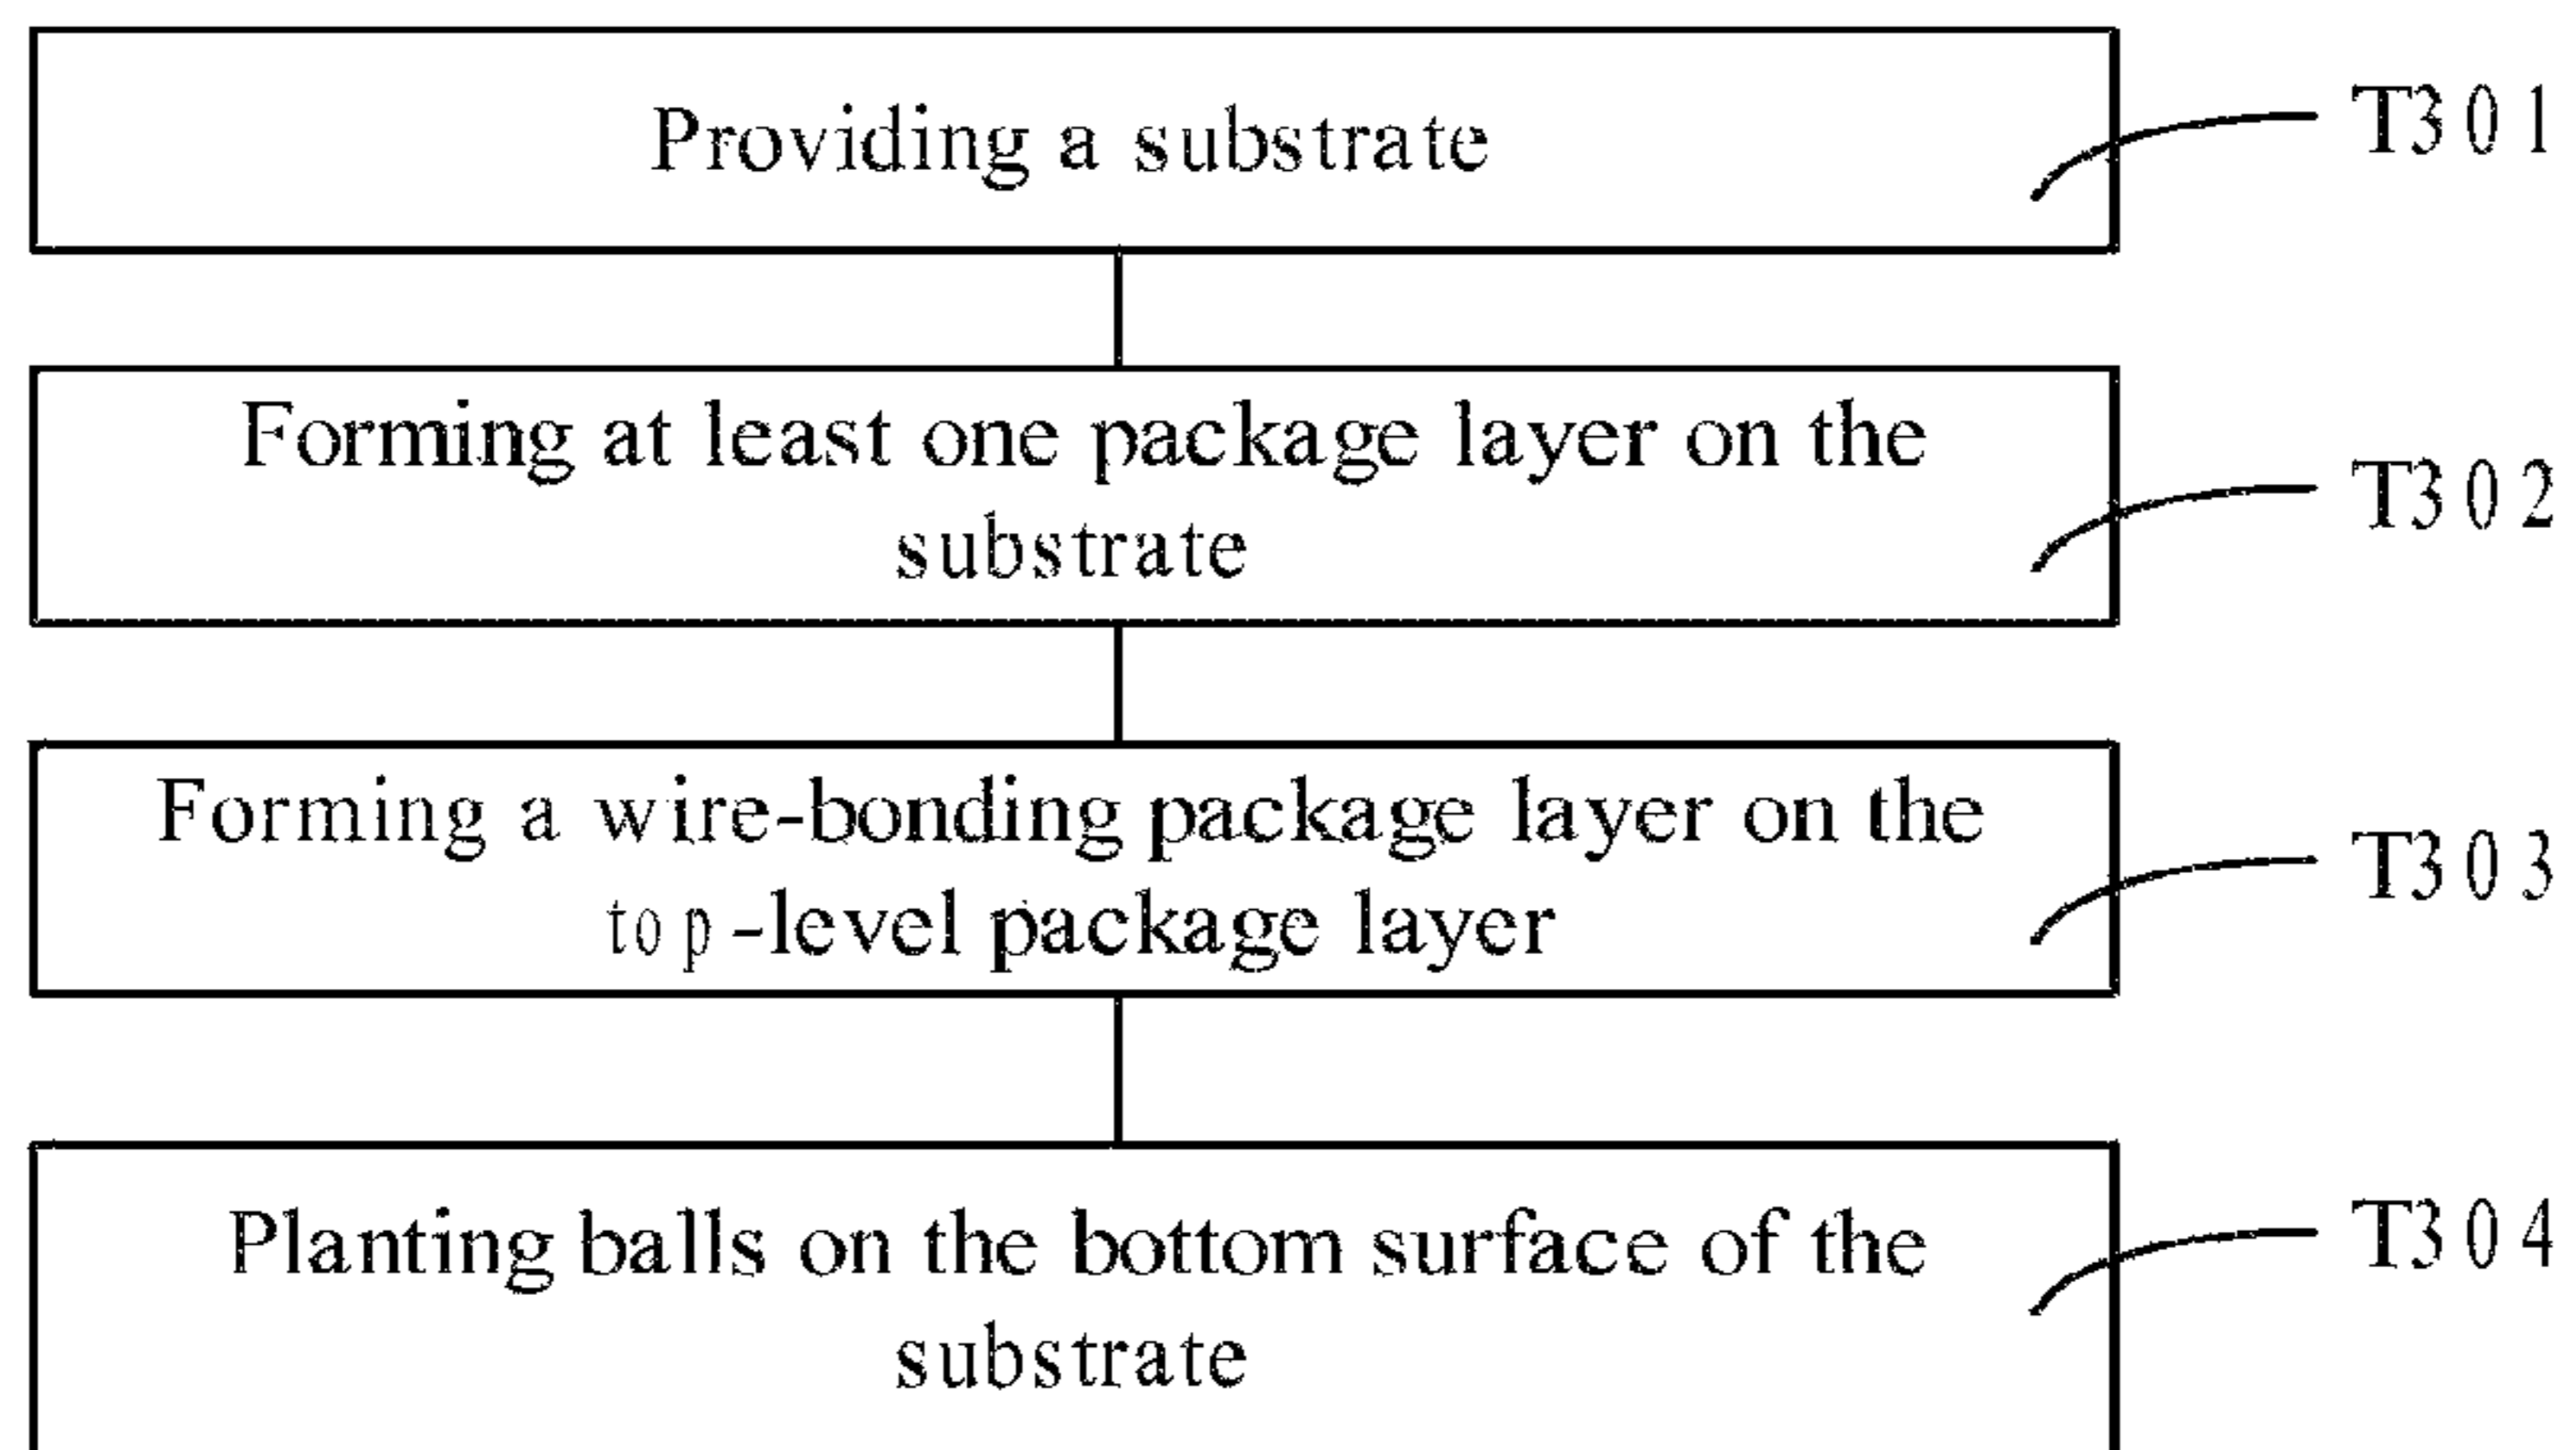 Providing a substrate
T301
Forming at least one package layer on the
substrate
T302
Forming a wire-bonding package layer on the
top-level package layer
T303
Planting balls on the bottom surface of the
substrate
T304